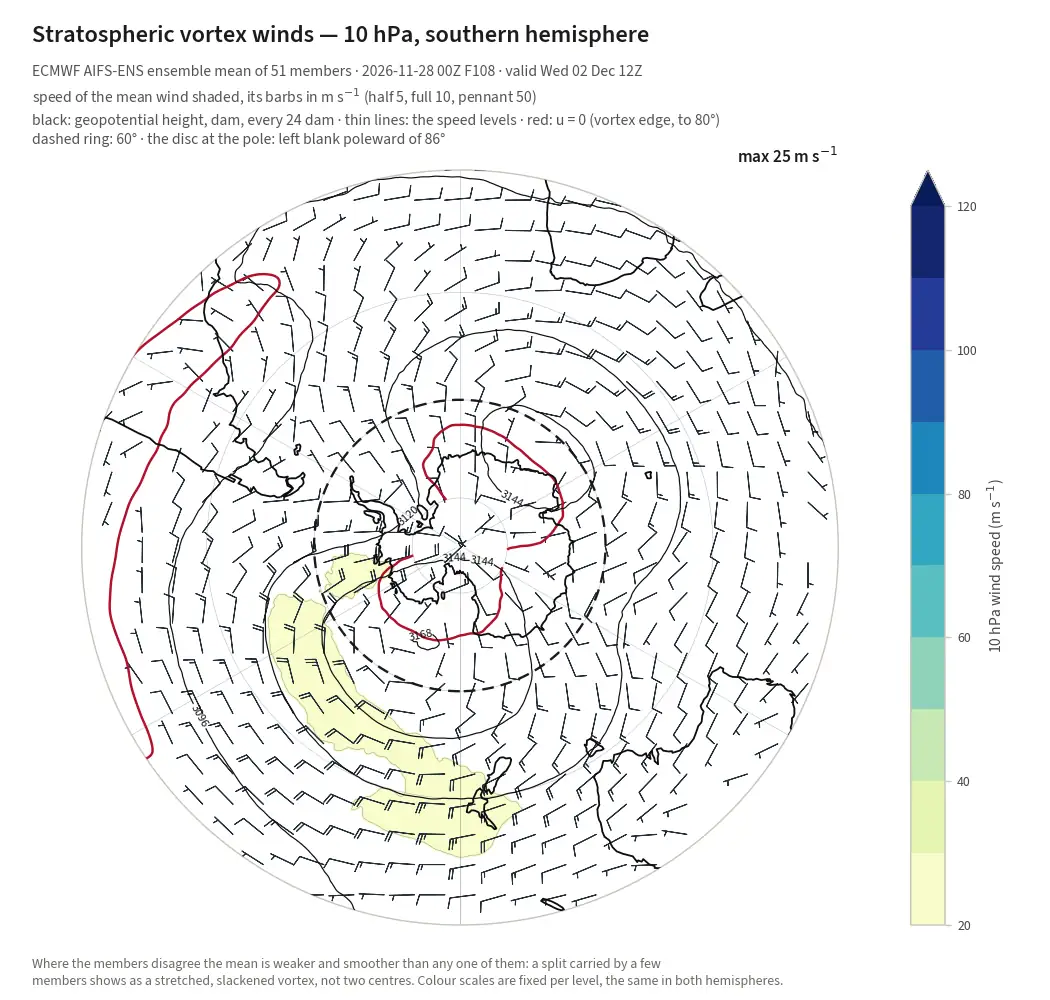 Stratospheric vortex winds — 10 hPa, southern hemisphere
ECMWF AIFS-ENS ensemble mean of 51 members · 2026-11-28 00Z F108 · valid Wed 02 Dec 12Z
speed of the mean wind shaded, its barbs in m s⁻¹ (half 5, full 10, pennant 50)
black: geopotential height, dam, every 24 dam · thin lines: the speed levels · red: u = 0 (vortex edge, to 80°)
dashed ring: 60° · the disc at the pole: left blank poleward of 86°
max 25 m s⁻¹
120
100
80
60
40
20
10 hPa wind speed (m s⁻¹)
3144
3120
3144
3144
3168
3096
Where the members disagree the mean is weaker and smoother than any one of them: a split carried by a few
members shows as a stretched, slackened vortex, not two centres. Colour scales are fixed per level, the same in both hemispheres.